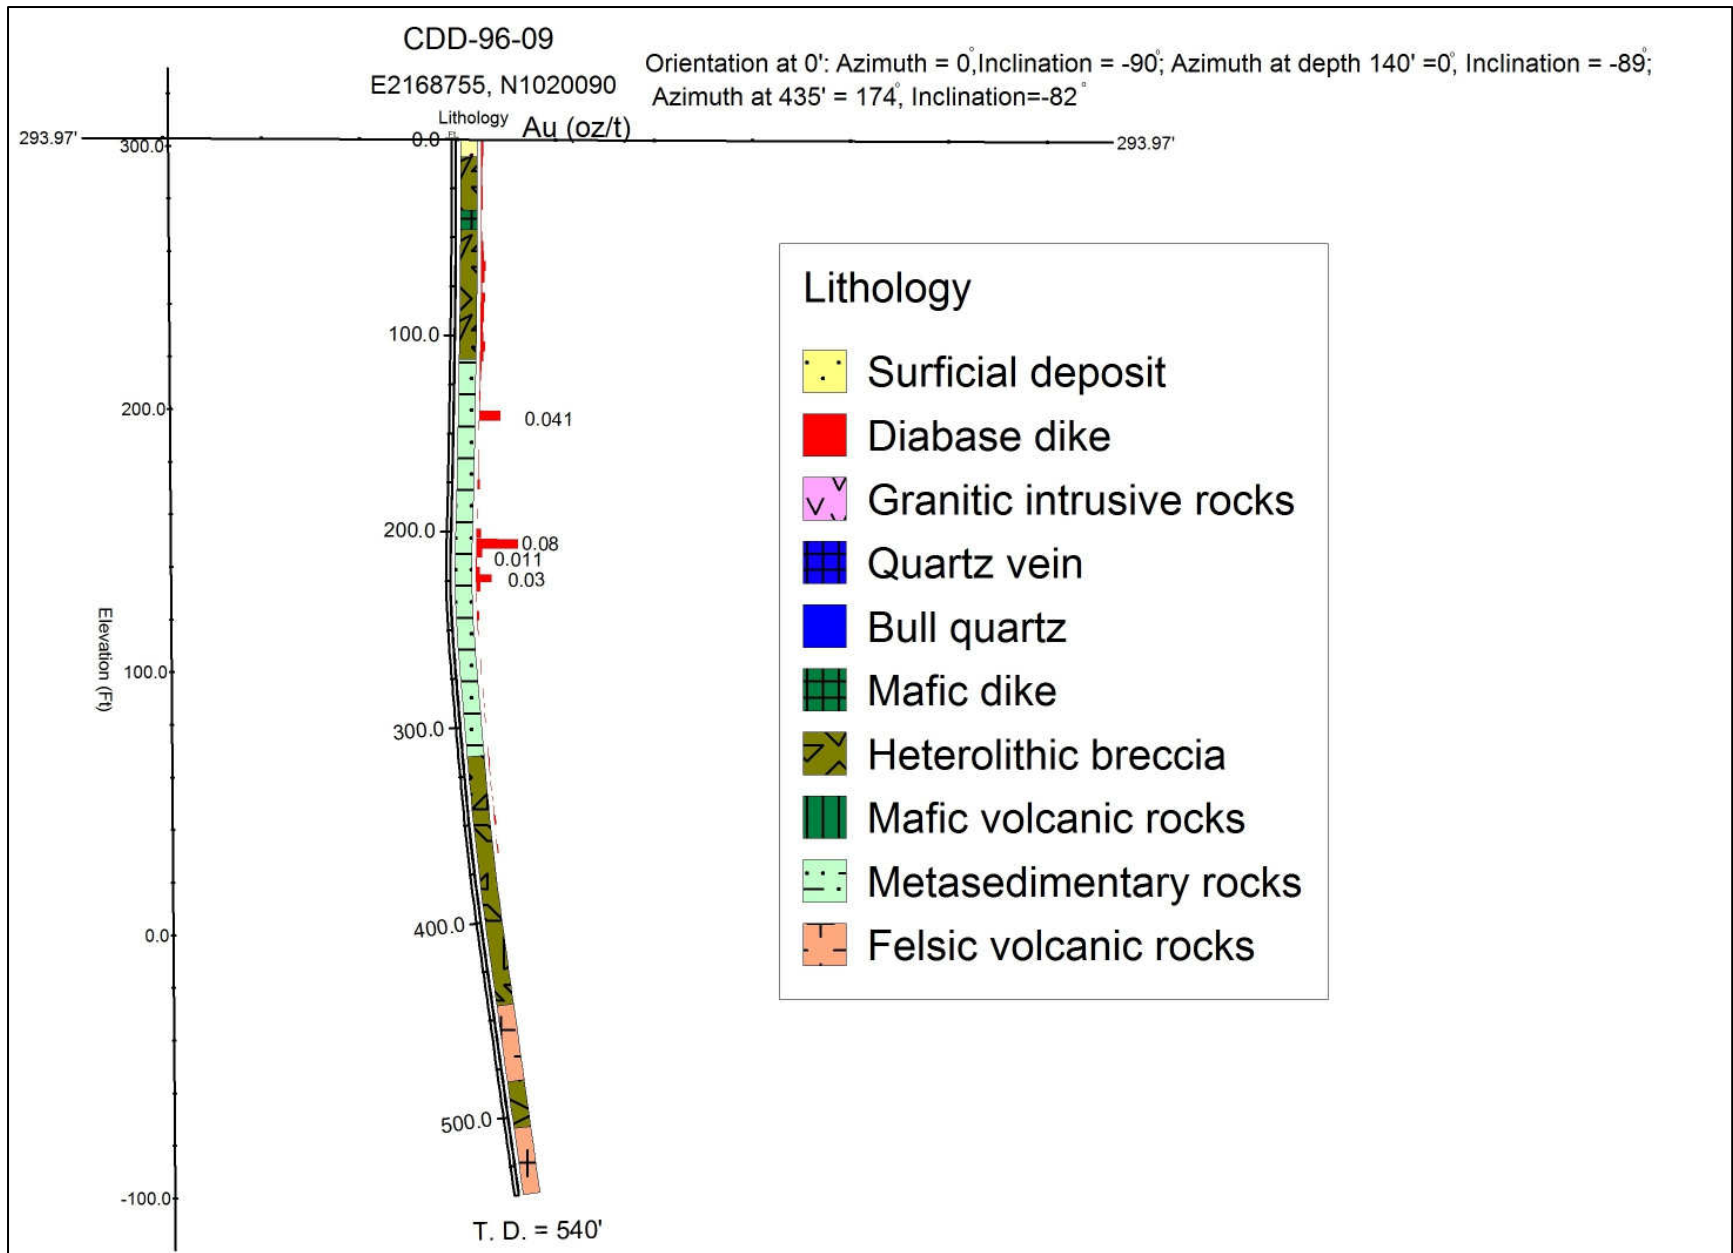 CDD-96-09
E2168755, N1020090
Orientation at 0': Azimuth = 0°,Inclination = -90°; Azimuth at depth 140' =0°, Inclination = -89°;
Azimuth at 435' = 174°, Inclination=-82°
Lithology
Au (oz/t)
293.97'
293.97'
300.0
200.0
100.0
0.0
-100.0
Elevation (Ft)
0.0
100.0
200.0
300.0
400.0
500.0
0.041
0.08
0.011
0.03
T. D. = 540'
Lithology
Surficial deposit
Diabase dike
Granitic intrusive rocks
Quartz vein
Bull quartz
Mafic dike
Heterolithic breccia
Mafic volcanic rocks
Metasedimentary rocks
Felsic volcanic rocks